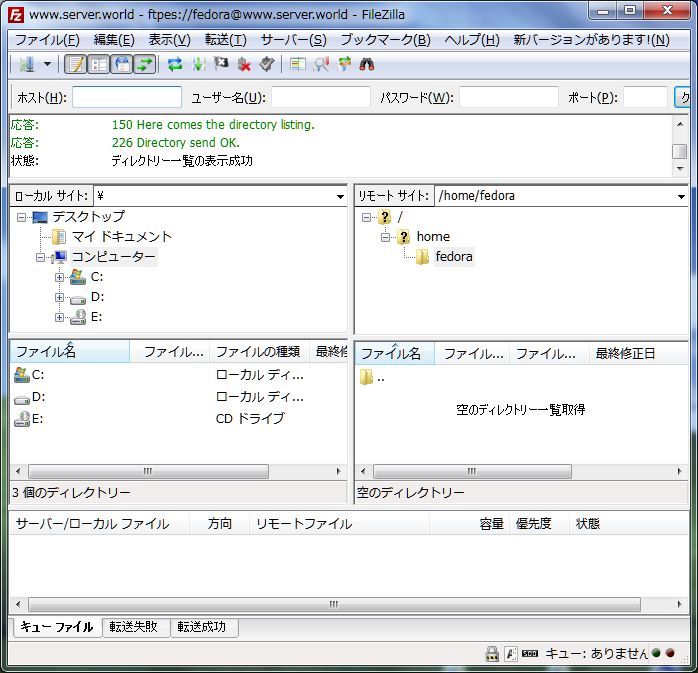 www.server.world - ftpes://fedora@www.server.world - FileZilla
ファイル(F) 編集(E) 表示(V) 転送(T) サーバー(S) ブックマーク(B) ヘルプ(H) 新バージョンがあります!(N)
ホスト(H): ユーザー名(U): パスワード(W): ポート(P): ク
応答: 150 Here comes the directory listing.
応答: 226 Directory send OK.
状態: ディレクトリー一覧の表示成功
ローカル サイト: ¥
デスクトップ
マイ ドキュメント
コンピューター
C:
D:
E:
リモート サイト: /home/fedora
/
home
fedora
ファイル名 ファイル... ファイルの種類 最終修
C: ローカル ディ...
D: ローカル ディ...
E: CD ドライブ
3 個のディレクトリー
ファイル名 ファイル... ファイル... 最終修正日
..
空のディレクトリー一覧取得
空のディレクトリー
サーバー/ローカル ファイル 方向 リモートファイル 容量 優先度 状態
キュー ファイル 転送失敗 転送成功
キュー: ありません